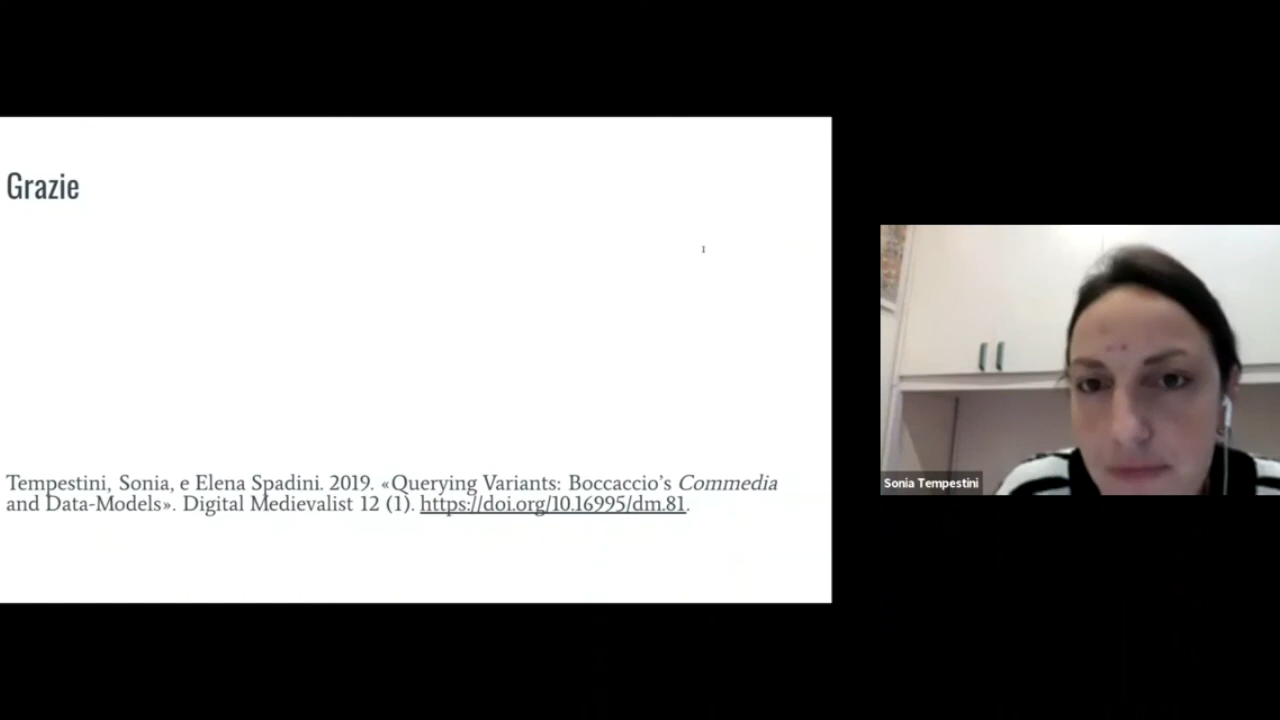 Grazie
Tempestini, Sonia, e Elena Spadini. 2019. «Querying Variants: Boccaccio’s Commedia
and Data-Models». Digital Medievalist 12 (1). https://doi.org/10.16995/dm.81.
Sonia Tempestini